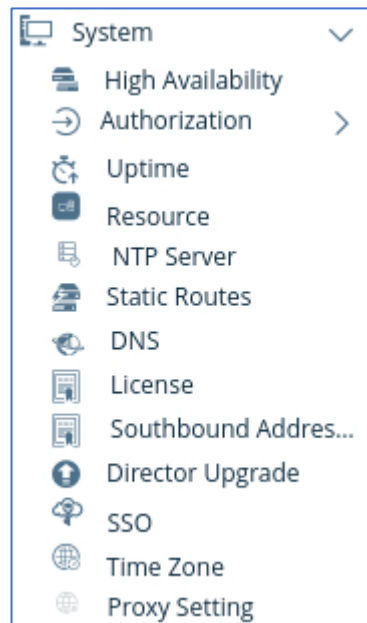 System
High Availability
Authorization
Uptime
Resource
NTP Server
Static Routes
DNS
License
Southbound Addres...
Director Upgrade
SSO
Time Zone
Proxy Setting